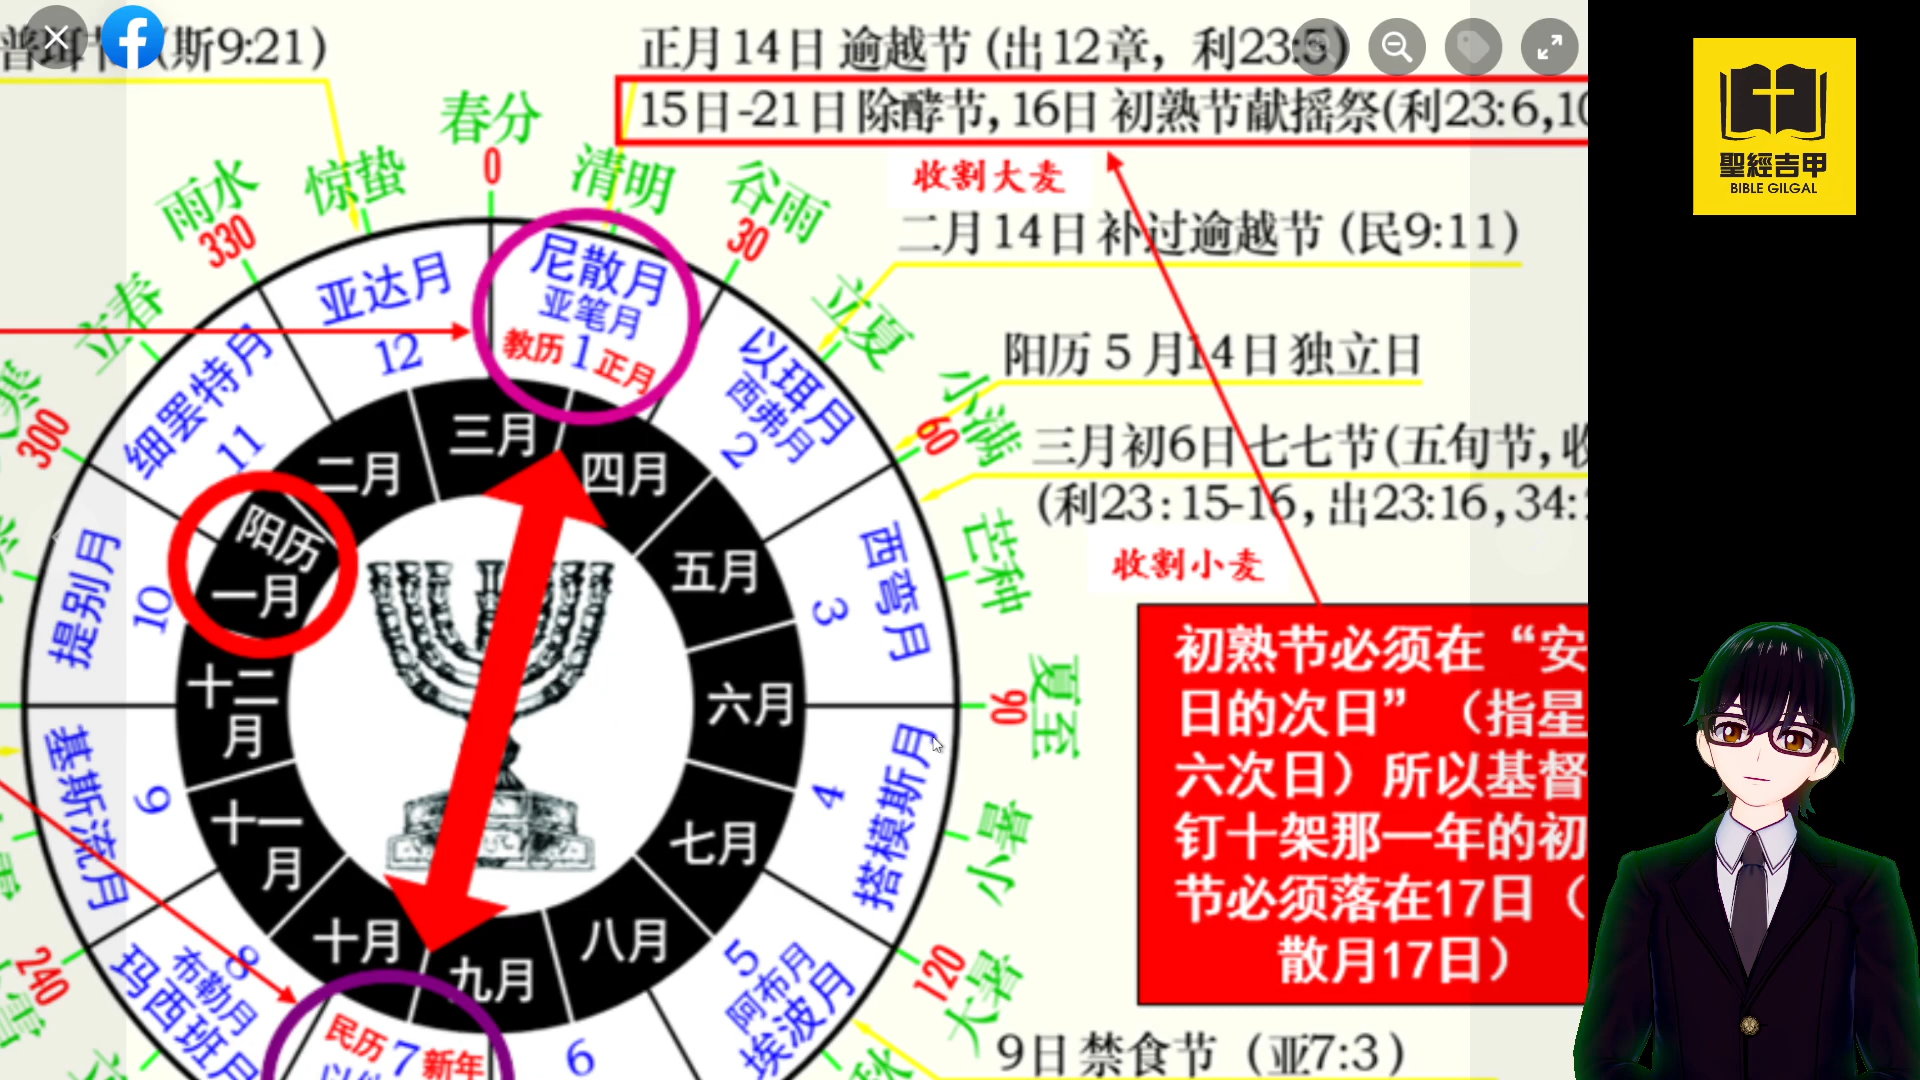 普珥节 (斯9:21)
正月14日 逾越节 (出12章, 利23:5)
15日-21日 除酵节, 16日 初熟节献摇祭(利23:6,10
收割大麦
二月14日 补过逾越节 (民9:11)
阳历 5 月14日 独立日
三月初6日 七七节(五旬节, 收
(利23:15-16, 出23:16, 34:
收割小麦
初熟节必须在“安
日的次日”（指星
六次日）所以基督
钉十架那一年的初
节必须落在17日（
散月17日）
9日 禁食节（亚7:3）
春分
0
清明
谷雨
30
立夏
小满
60
芒种
夏至
90
小暑
大暑
120
秋
240
300
立春
雨水
330
惊蛰
尼散月
亚笔月
教历 1 正月
以珥月
西弗月
2
西弯月
3
搭模斯月
4
埃波月
阿布月
5
6
民历 7 新年
玛西班月
布勒月
8
基斯流月
9
提别月
10
细罢特月
11
亚达月
12
阳历
一月
二月
三月
四月
五月
六月
七月
八月
九月
十月
十一月
十二月
聖經吉甲
BIBLE GILGAL